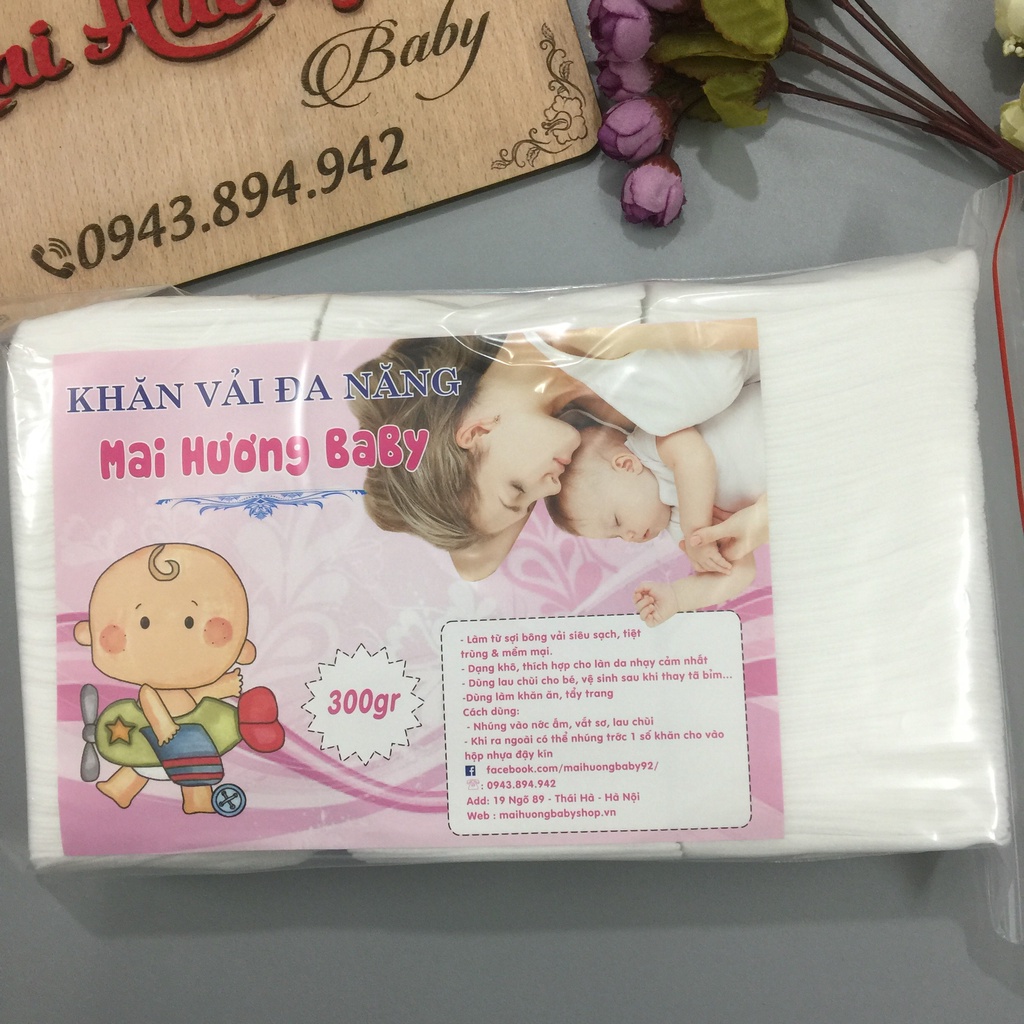 Baby
0943.894.942
KHĂN VẢI ĐA NĂNG
Mai Hương BaBy
300gr
- Làm từ sợi bông vải siêu sạch, tiệt
trùng & mềm mại.
- Dạng khô, thích hợp cho làn da nhạy cảm nhất
- Dùng lau chùi cho bé, vệ sinh sau khi thay tã bỉm...
-Dùng làm khăn ăn, tẩy trang
Cách dùng:
- Nhúng vào nớc ấm, vắt sơ, lau chùi
- Khi ra ngoài có thể nhúng trớc 1 số khăn cho vào
hộp nhựa đậy kín
facebook.com/maihuongbaby92/
: 0943.894.942
Add: 19 Ngõ 89 - Thái Hà - Hà Nội
Web : maihuongbabyshop.vn